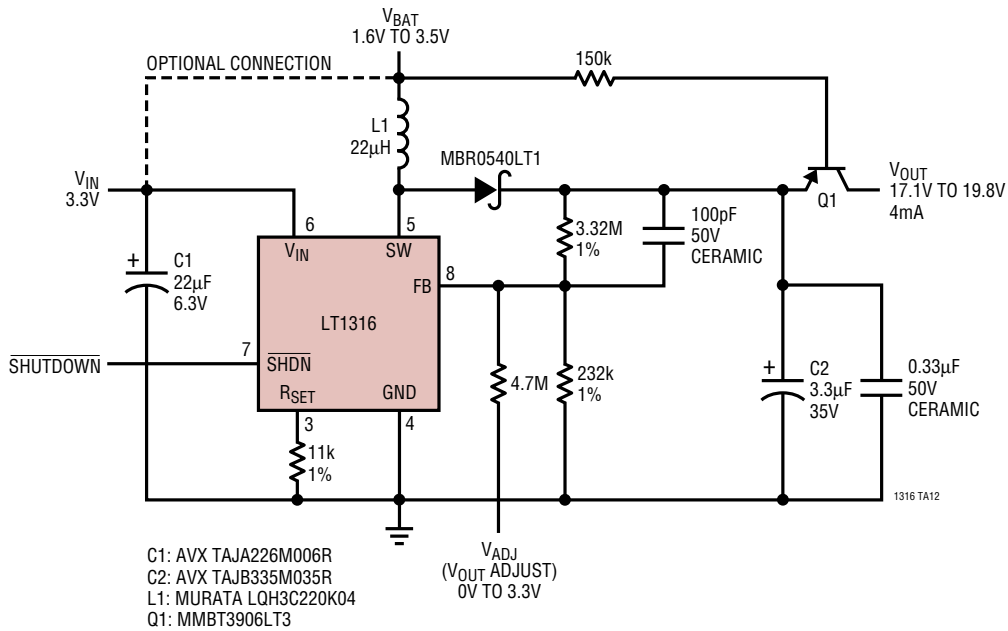 V_BAT
1.6V TO 3.5V
OPTIONAL CONNECTION
150k
L1
22µH
MBR0540LT1
V_IN
3.3V
V_OUT
17.1V TO 19.8V
4mA
Q1
6
5
V_IN
SW
3.32M
1%
100pF
50V
CERAMIC
+
C1
22µF
6.3V
8
FB
LT1316
7
SHUTDOWN
SHDN
R_SET
GND
3
4
4.7M
232k
1%
+
C2
3.3µF
35V
0.33µF
50V
CERAMIC
11k
1%
1316 TA12
V_ADJ
(V_OUT ADJUST)
0V TO 3.3V
C1: AVX TAJA226M006R
C2: AVX TAJB335M035R
L1: MURATA LQH3C220K04
Q1: MMBT3906LT3